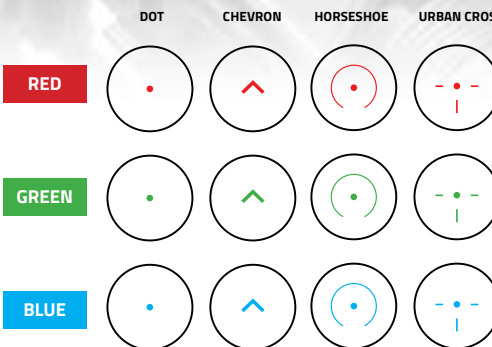 DOT CHEVRON HORSESHOE URBAN CROS
RED
GREEN
BLUE